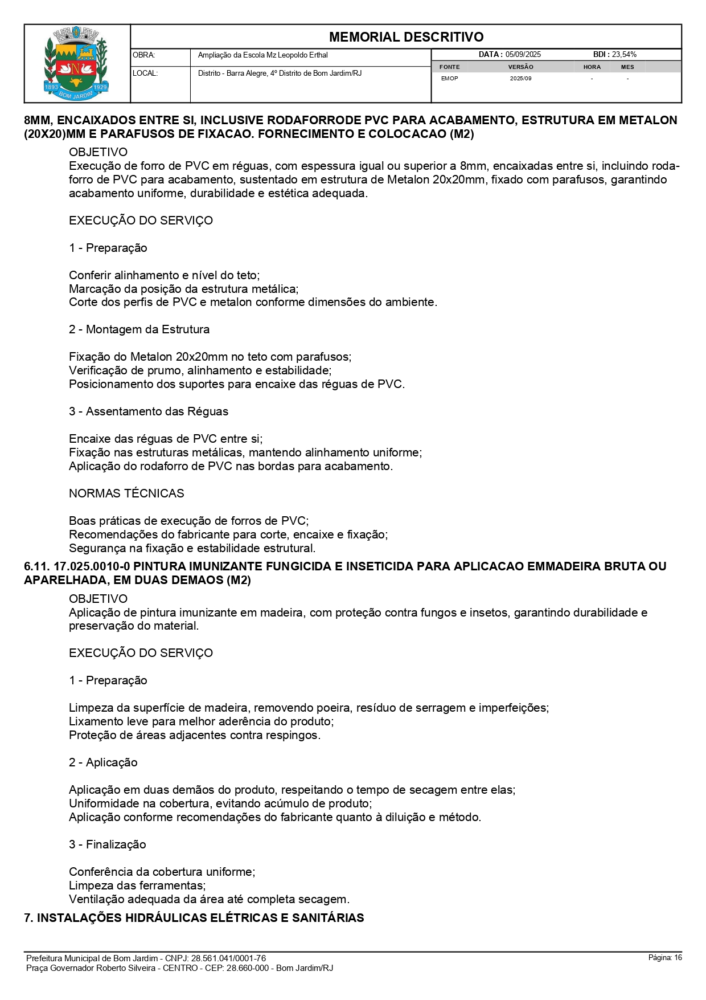 MEMORIAL DESCRITIVO
OBRA: Ampliação da Escola Mz Leopoldo Erthal
DATA : 05/09/2025 BDI : 23,54%
FONTE VERSÃO HORA MES
LOCAL: Distrito - Barra Alegre, 4º Distrito de Bom Jardim/RJ
EMOP 2025/09 - -
N
1893 1929
BOM JARDIM
8MM, ENCAIXADOS ENTRE SI, INCLUSIVE RODAFORRODE PVC PARA ACABAMENTO, ESTRUTURA EM METALON
(20X20)MM E PARAFUSOS DE FIXACAO. FORNECIMENTO E COLOCACAO (M2)
OBJETIVO
Execução de forro de PVC em réguas, com espessura igual ou superior a 8mm, encaixadas entre si, incluindo roda-
forro de PVC para acabamento, sustentado em estrutura de Metalon 20x20mm, fixado com parafusos, garantindo
acabamento uniforme, durabilidade e estética adequada.
EXECUÇÃO DO SERVIÇO
1 - Preparação
Conferir alinhamento e nível do teto;
Marcação da posição da estrutura metálica;
Corte dos perfis de PVC e metalon conforme dimensões do ambiente.
2 - Montagem da Estrutura
Fixação do Metalon 20x20mm no teto com parafusos;
Verificação de prumo, alinhamento e estabilidade;
Posicionamento dos suportes para encaixe das réguas de PVC.
3 - Assentamento das Réguas
Encaixe das réguas de PVC entre si;
Fixação nas estruturas metálicas, mantendo alinhamento uniforme;
Aplicação do rodaforro de PVC nas bordas para acabamento.
NORMAS TÉCNICAS
Boas práticas de execução de forros de PVC;
Recomendações do fabricante para corte, encaixe e fixação;
Segurança na fixação e estabilidade estrutural.
6.11. 17.025.0010-0 PINTURA IMUNIZANTE FUNGICIDA E INSETICIDA PARA APLICACAO EMMADEIRA BRUTA OU
APARELHADA, EM DUAS DEMAOS (M2)
OBJETIVO
Aplicação de pintura imunizante em madeira, com proteção contra fungos e insetos, garantindo durabilidade e
preservação do material.
EXECUÇÃO DO SERVIÇO
1 - Preparação
Limpeza da superfície de madeira, removendo poeira, resíduo de serragem e imperfeições;
Lixamento leve para melhor aderência do produto;
Proteção de áreas adjacentes contra respingos.
2 - Aplicação
Aplicação em duas demãos do produto, respeitando o tempo de secagem entre elas;
Uniformidade na cobertura, evitando acúmulo de produto;
Aplicação conforme recomendações do fabricante quanto à diluição e método.
3 - Finalização
Conferência da cobertura uniforme;
Limpeza das ferramentas;
Ventilação adequada da área até completa secagem.
7. INSTALAÇÕES HIDRÁULICAS ELÉTRICAS E SANITÁRIAS
Prefeitura Municipal de Bom Jardim - CNPJ: 28.561.041/0001-76 Página: 16
Praça Governador Roberto Silveira - CENTRO - CEP: 28.660-000 - Bom Jardim/RJ